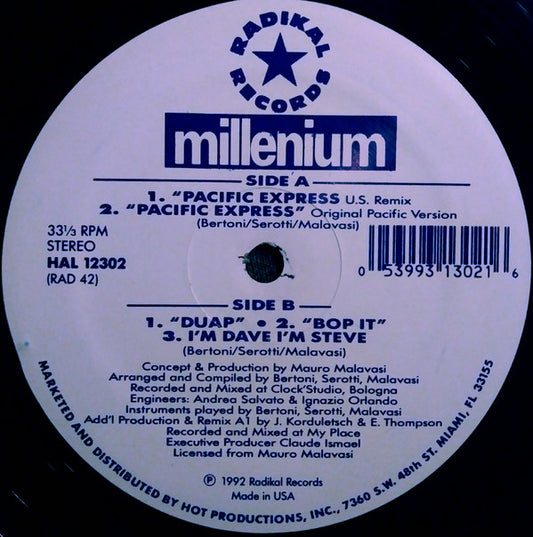 RADIKAL
RECORDS
millenium
SIDE A
1. "PACIFIC EXPRESS U.S. Remix
2. "PACIFIC EXPRESS" Original Pacific Version
(Bertoni/Serotti/Malavasi)
33⅓ RPM
STEREO
HAL 12302
(RAD 42)
0 53993 13021 6
SIDE B
1. "DUAP" • 2. "BOP IT"
3. I'M DAVE I'M STEVE
(Bertoni/Serotti/Malavasi)
Concept & Production by Mauro Malavasi
Arranged and Compiled by Bertoni, Serotti, Malavasi
Recorded and Mixed at Clock'Studio, Bologna
Engineers: Andrea Salvato & Ignazio Orlando
Instruments played by Bertoni, Serotti, Malavasi
Add'l Production & Remix A1 by J. Korduletsch & E. Thompson
Recorded and Mixed at My Place
Executive Producer Claude Ismael
Licensed from Mauro Malavasi
℗ 1992 Radikal Records
Made in USA
MARKETED AND DISTRIBUTED BY HOT PRODUCTIONS, INC., 7360 S.W. 48th ST. MIAMI, FL 33155